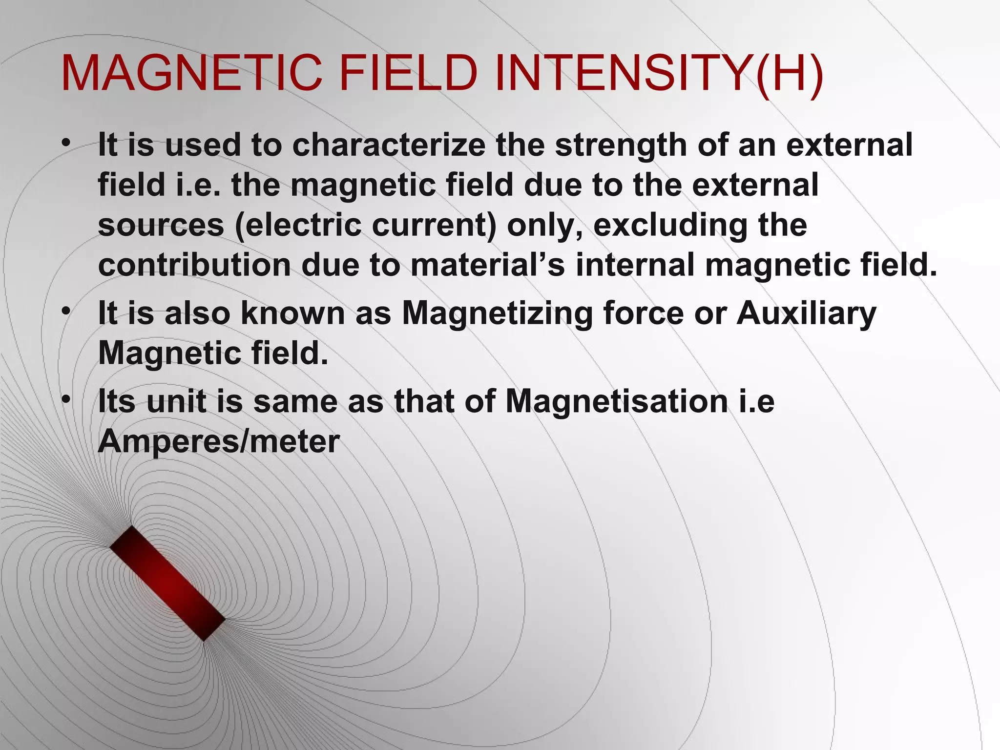 MAGNETIC FIELD INTENSITY(H)
• It is used to characterize the strength of an external
field i.e. the magnetic field due to the external
sources (electric current) only, excluding the
contribution due to material’s internal magnetic field.
• It is also known as Magnetizing force or Auxiliary
Magnetic field.
• Its unit is same as that of Magnetisation i.e
Amperes/meter